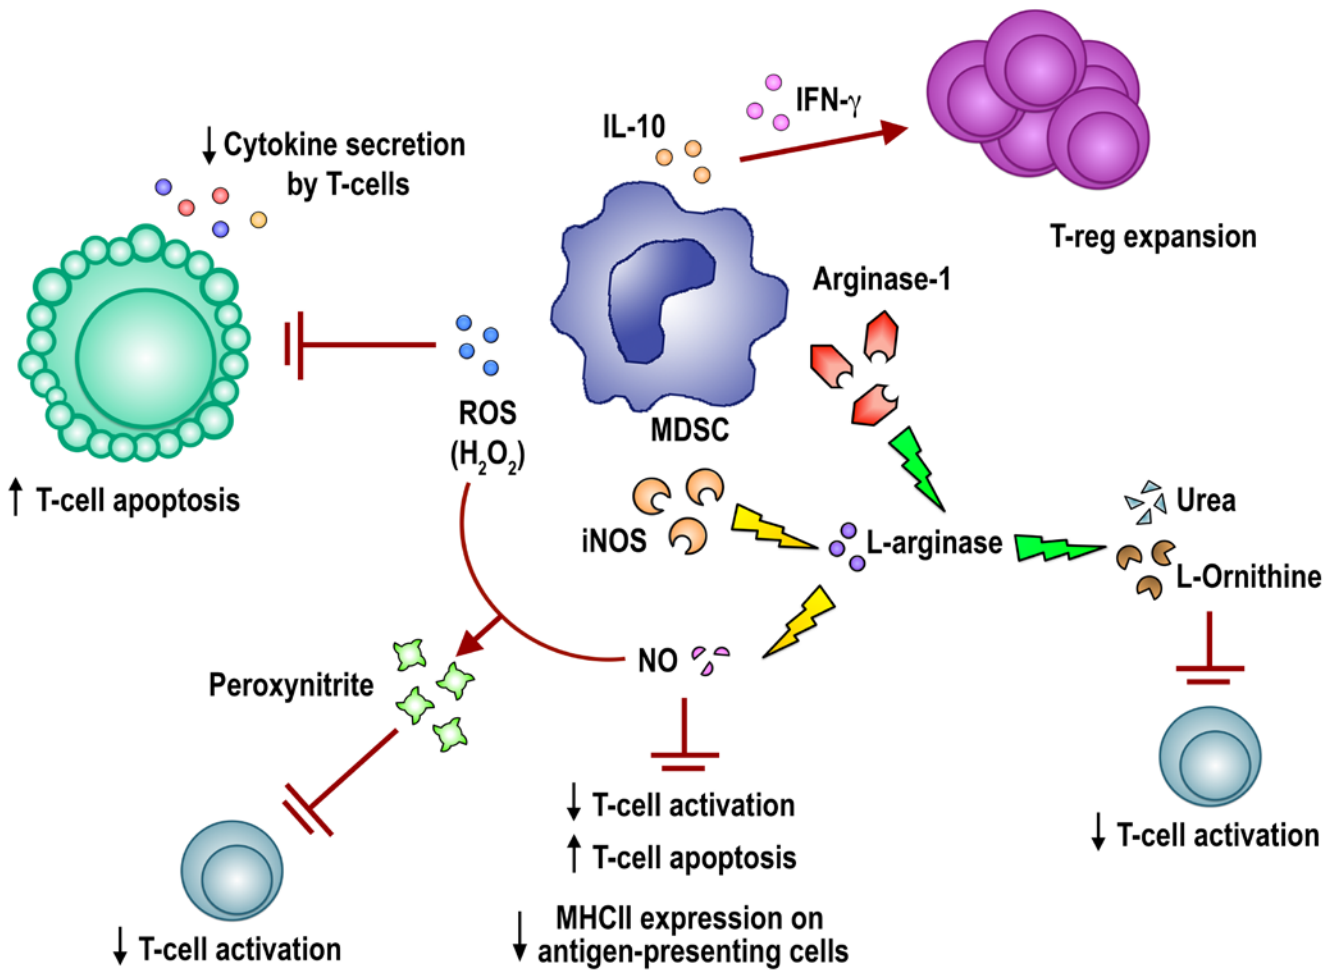 IL-10
IFN-γ
↓ Cytokine secretion
by T-cells
T-reg expansion
Arginase-1
ROS
(H₂O₂)
MDSC
↑ T-cell apoptosis
iNOS
L-arginase
Urea
L-Ornithine
NO
Peroxynitrite
↓ T-cell activation
↑ T-cell apoptosis
↓ MHCII expression on
antigen-presenting cells
↓ T-cell activation
↓ T-cell activation